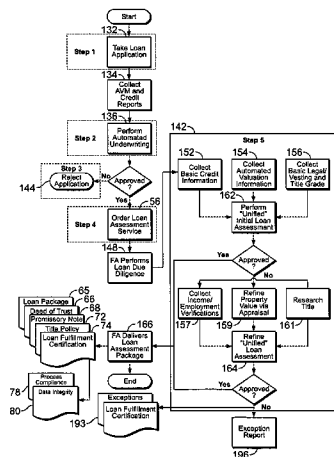 Start
132
Step 1
Take Loan
Application
134
Collect
AVM and
Credit
Reports
136
Step 2
Perform
Automated
Underwriting
Step 3
Reject
Application
144
No
Approved
?
Yes
56
Step 4
Order Loan
Assessment
Service
148
FA Performs
Loan Due
Diligence
142
Step 5
152
Collect
Basic Credit
Information
154
Collect
Automated
Valuation
Information
156
Collect
Basic Legal/
Vesting and
Title Grade
162
Perform
"Unified"
Initial Loan
Assessment
Yes
Approved
?
No
Collect
Income/
Employment
Verifications
157
Refine
Property
Value via
Appraisal
159
Research
Title
161
Refine
"Unified"
Loan
Assessment
164
Yes
Approved
?
No
Exception
Report
196
65
Loan Package
66
Deed of Trust
68
Promissory Note
72
Title Policy
74
Loan Fulfillment
Certification
166
FA Delivers
Loan
Assessment
Package
End
78
Process
Compliance
80
Data Integrity
193
Exceptions
Loan Fulfillment
Certification